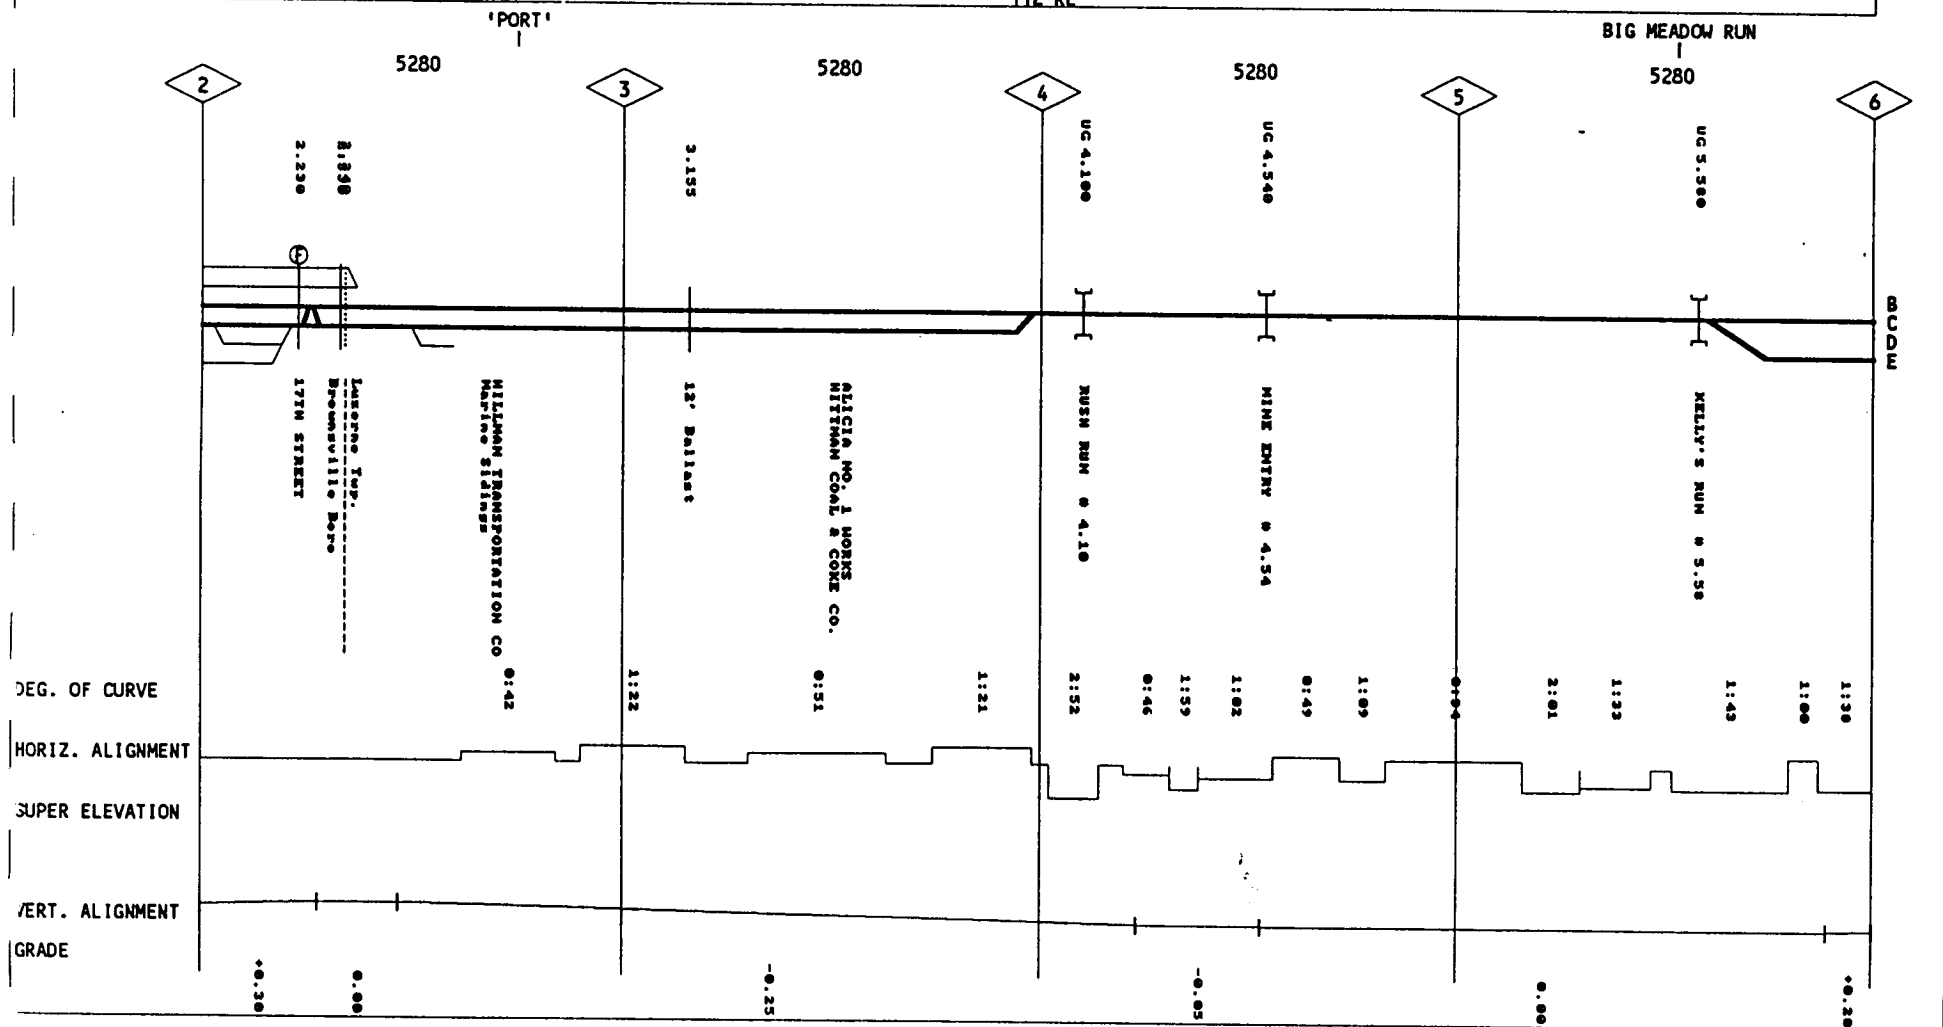 'PORT'
BIG MEADOW RUN
5280
5280
5280
5280
2
3
4
5
6
2.230
3.155
UG 4.100
UG 4.540
UG 5.580
B
C
D
E
17TH STREET
Brownsville Boro
Luzerne Twp.
HILLMAN TRANSPORTATION CO
Marine Sidings
12' Ballast
ALICIA NO. 1 WORKS
HITTMAN COAL & COKE CO.
RUSH RUN @ 4.10
MINE ENTRY @ 4.54
KELLY'S RUN @ 5.58
DEG. OF CURVE
0:42
1:22
0:51
1:21
2:52
0:46
1:59
1:02
0:49
1:09
2:01
1:33
1:43
1:00
1:30
HORIZ. ALIGNMENT
SUPER ELEVATION
VERT. ALIGNMENT
GRADE
+0.30
0.00
-0.25
-0.05
0.00
+0.20